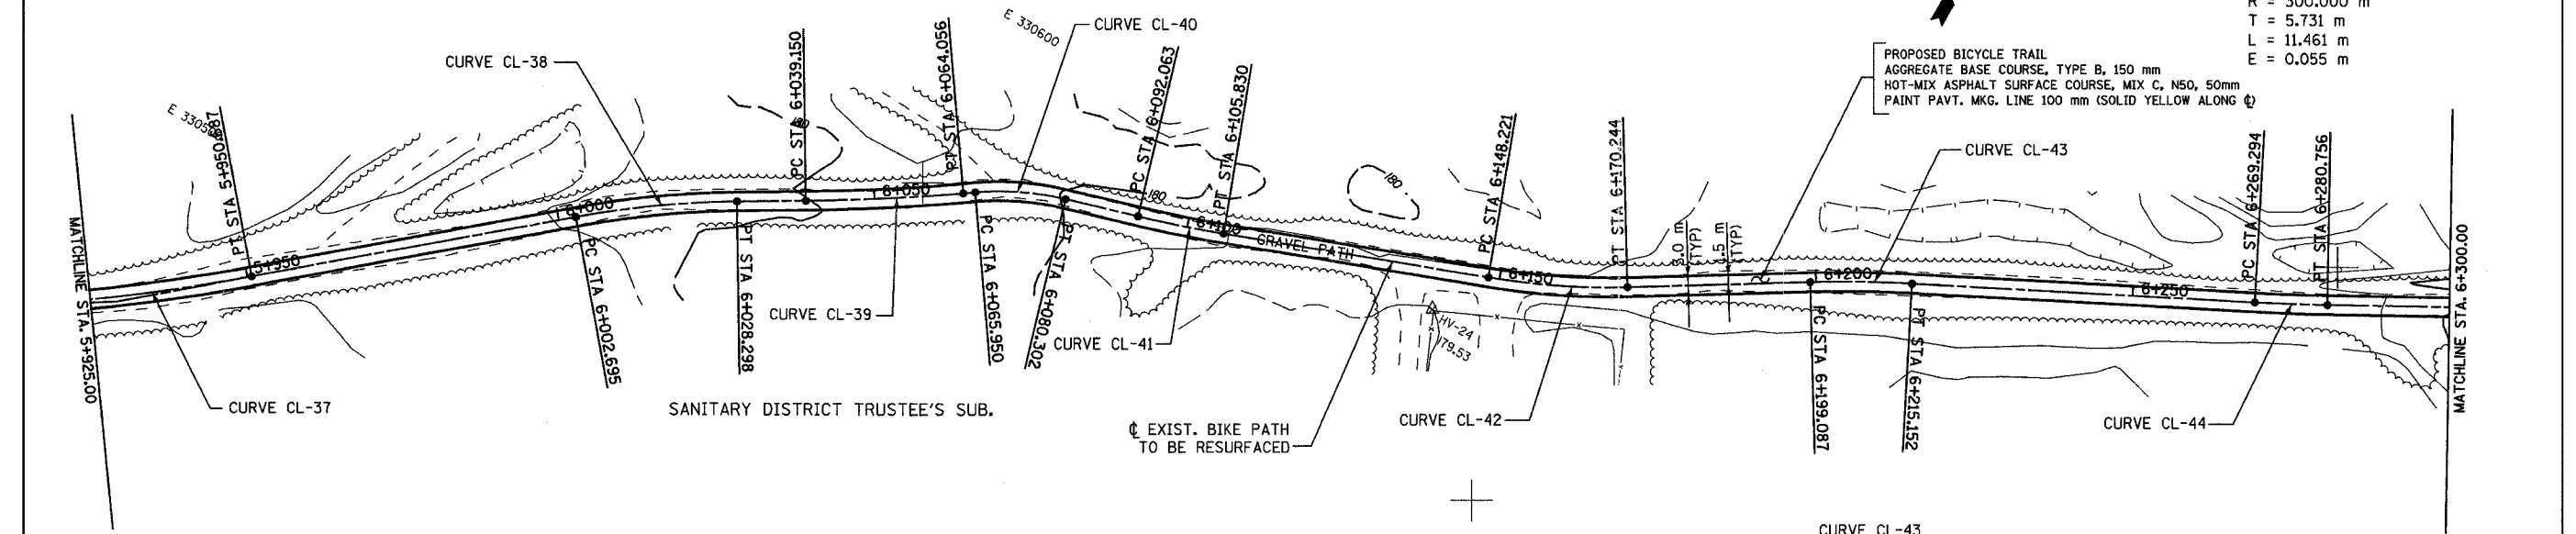 R = 300.000 m
T = 5.731 m
L = 11.461 m
E = 0.055 m
PROPOSED BICYCLE TRAIL
AGGREGATE BASE COURSE, TYPE B, 150 mm
HOT-MIX ASPHALT SURFACE COURSE, MIX C, N50, 50mm
PAINT PAVT. MKG. LINE 100 mm (SOLID YELLOW ALONG ℄)
E 330600
CURVE CL-40
CURVE CL-38
CURVE CL-43
PT STA 5+950.687
PC STA 6+039.150
PT STA 6+064.056
PC STA 6+092.063
PT STA 6+105.830
PC STA 6+148.221
PT STA 6+170.244
PC STA 6+269.294
PT STA 6+280.756
180
180
180
3.0 m
(TYP)
1.5 m
(TYP)
MATCHLINE STA. 5+925.00
5+950
6+000
6+050
6+100
GRAVEL PATH
6+150
6+200
6+250
MATCHLINE STA. 6+300.00
PC STA 6+002.695
PT STA 6+028.298
PC STA 6+065.950
PT STA 6+080.302
PC STA 6+199.087
PT STA 6+215.152
HV-24
179.53
CURVE CL-39
CURVE CL-41
CURVE CL-37
SANITARY DISTRICT TRUSTEE'S SUB.
℄ EXIST. BIKE PATH
TO BE RESURFACED
CURVE CL-42
CURVE CL-44
CURVE CL-43